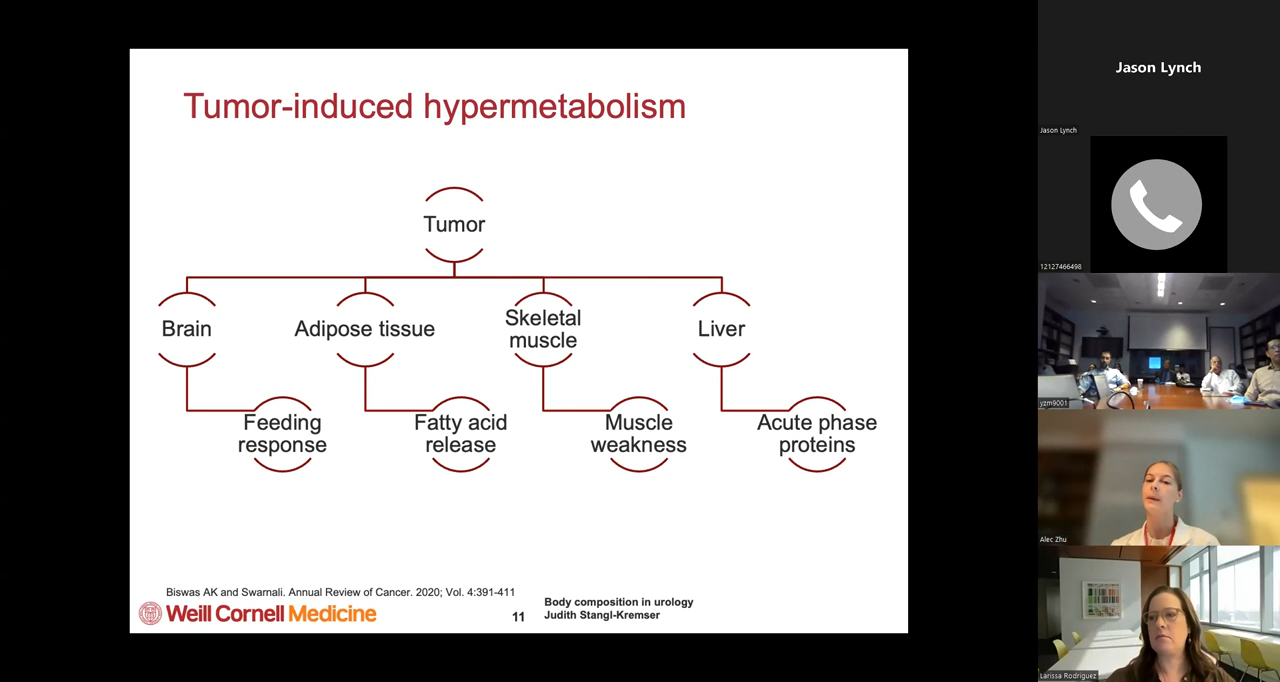 Tumor-induced hypermetabolism
Tumor
Brain
Adipose tissue
Skeletal
muscle
Liver
Feeding
response
Fatty acid
release
Muscle
weakness
Acute phase
proteins
Biswas AK and Swarnali. Annual Review of Cancer. 2020; Vol. 4:391-411
Weill Cornell Medicine
11
Body composition in urology
Judith Stangl-Kremser
Jason Lynch
Jason Lynch
12127466498
yzm9001
Alec Zhu
Larissa Rodriguez